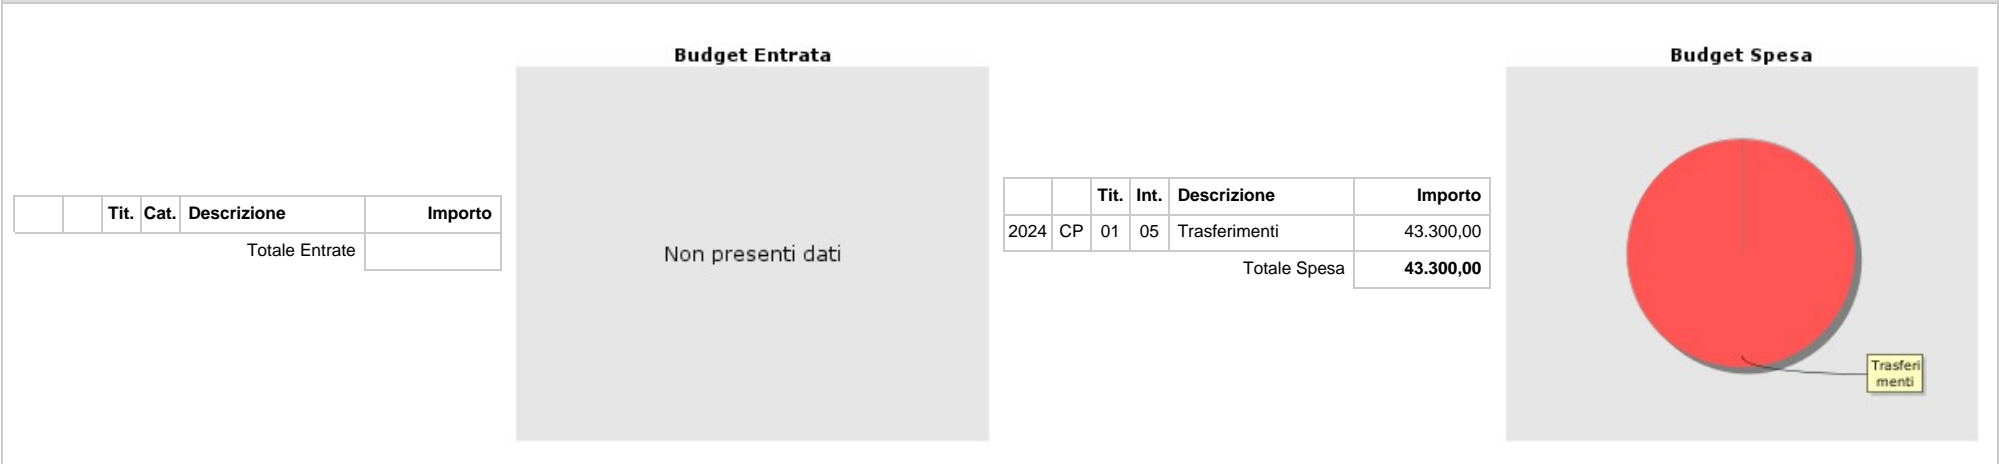 Budget Entrata
Tit. Cat. Descrizione Importo
Totale Entrate
Non presenti dati
Budget Spesa
Tit. Int. Descrizione Importo
2024 CP 01 05 Trasferimenti 43.300,00
Totale Spesa 43.300,00
Trasferi
menti